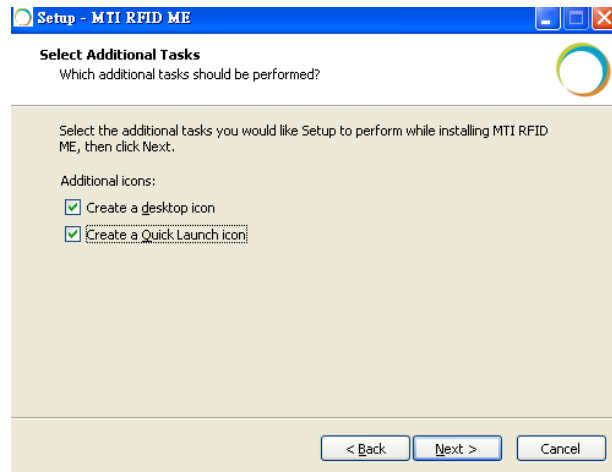 Setup - MTI RFID ME
Select Additional Tasks
Which additional tasks should be performed?
Select the additional tasks you would like Setup to perform while installing MTI RFID
ME, then click Next.
Additional icons:
Create a desktop icon
Create a Quick Launch icon
< Back Next > Cancel